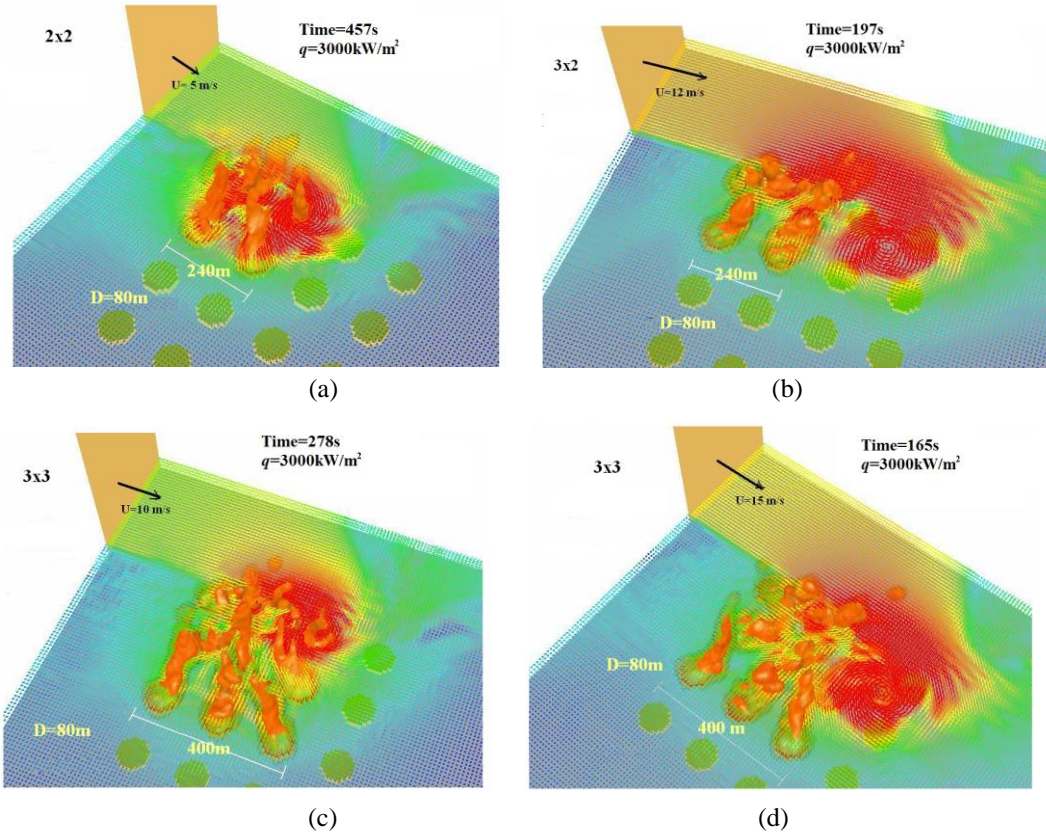 2x2
Time=457s
q=3000kW/m²
U= 5 m/s
240m
D=80m
(a)
3x2
Time=197s
q=3000kW/m²
U=12 m/s
240m
D=80m
(b)
3x3
Time=278s
q=3000kW/m²
U=10 m/s
D=80m
400m
(c)
3x3
Time=165s
q=3000kW/m²
U=15 m/s
D=80m
400 m
(d)